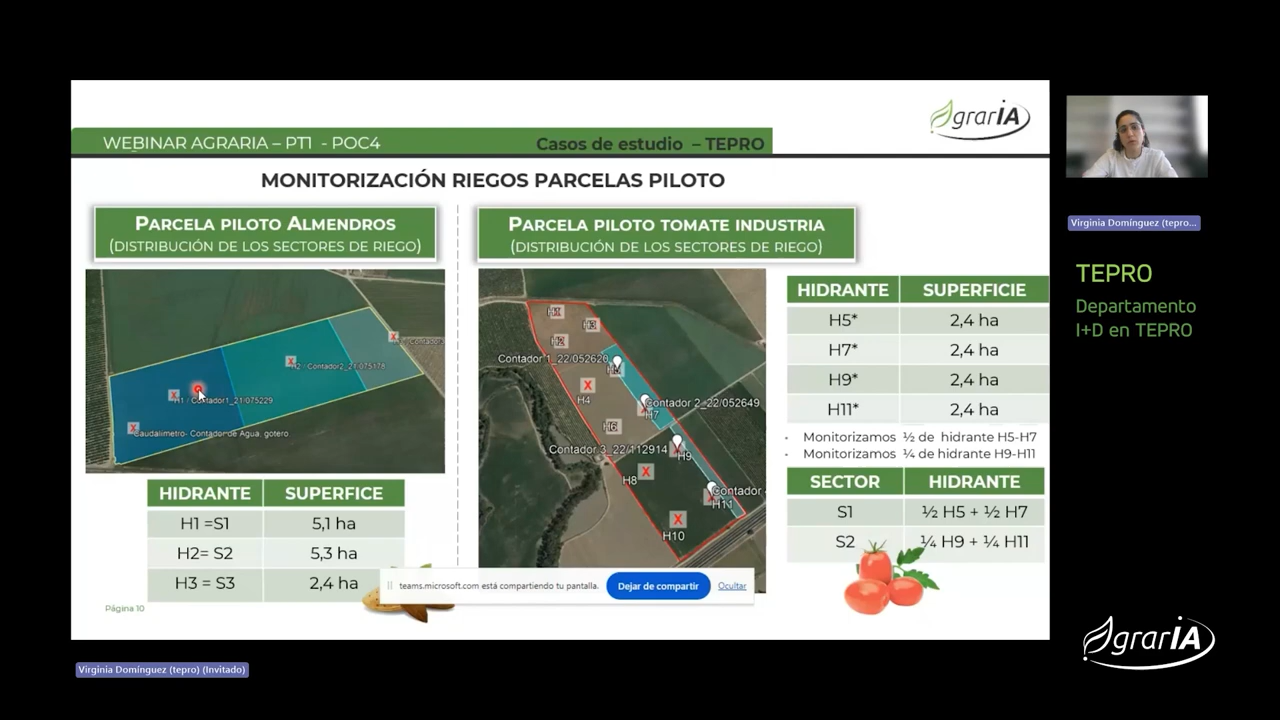 AgrarIA
WEBINAR AGRARIA – PT1 - POC4
Casos de estudio – TEPRO
MONITORIZACIÓN RIEGOS PARCELAS PILOTO
PARCELA PILOTO ALMENDROS
(DISTRIBUCIÓN DE LOS SECTORES DE RIEGO)
H1 / Contador1_21/075229
H2 / Contador2_21/075178
Caudalimetro- Contador de Agua, gotero
HIDRANTE SUPERFICE
H1 =S1 5,1 ha
H2= S2 5,3 ha
H3 = S3 2,4 ha
Página 10
PARCELA PILOTO TOMATE INDUSTRIA
(DISTRIBUCIÓN DE LOS SECTORES DE RIEGO)
H3
H2
Contador 1_22/052620
H4
Contador 2_22/052649
H7
H6
Contador 3_22/112914
H9
H8
Contador
H11
H10
HIDRANTE SUPERFICIE
H5* 2,4 ha
H7* 2,4 ha
H9* 2,4 ha
H11* 2,4 ha
• Monitorizamos ½ de hidrante H5-H7
• Monitorizamos ¼ de hidrante H9-H11
SECTOR HIDRANTE
S1 ½ H5 + ½ H7
S2 ¼ H9 + ¼ H11
teams.microsoft.com está compartiendo tu pantalla.
Dejar de compartir
Ocultar
Virginia Domínguez (tepro) (Invitado)
Virginia Domínguez (tepro...
TEPRO
Departamento
I+D en TEPRO
AgrarIA